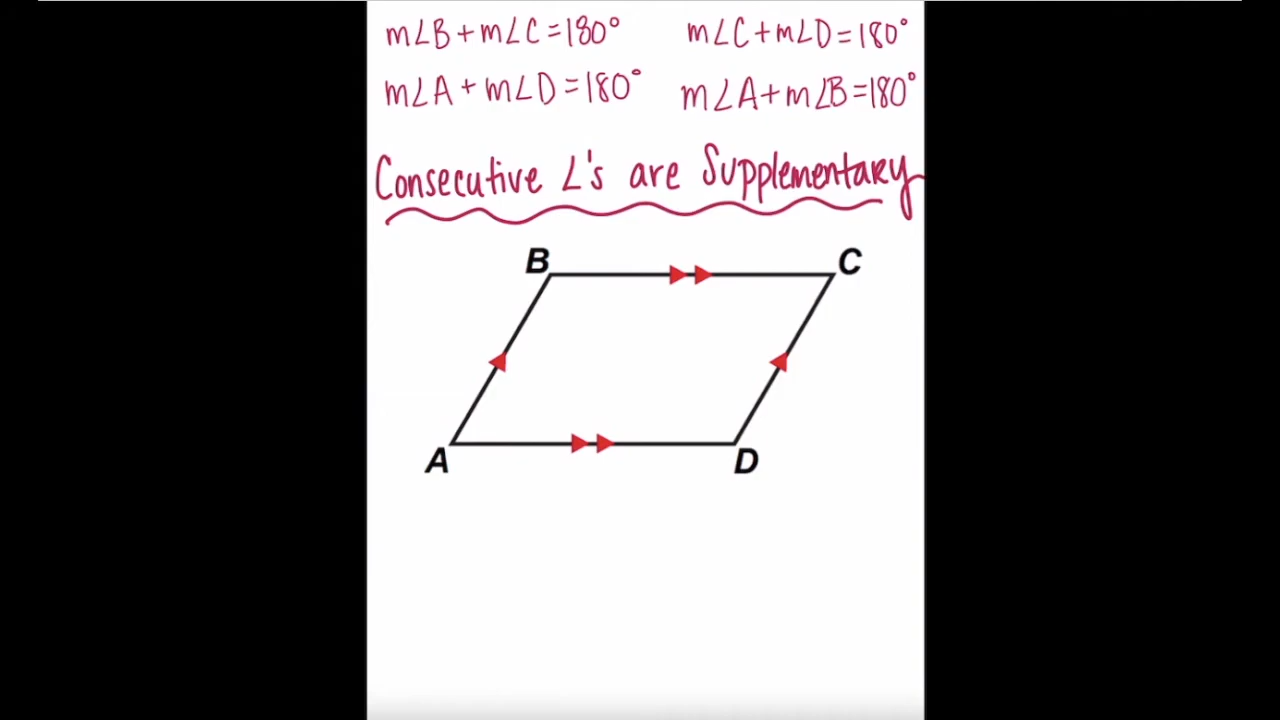 m∠B+m∠C=180° m∠C+m∠D=180°
m∠A+m∠D=180° m∠A+m∠B=180°
Consecutive ∠'s are Supplementary
B C
A D